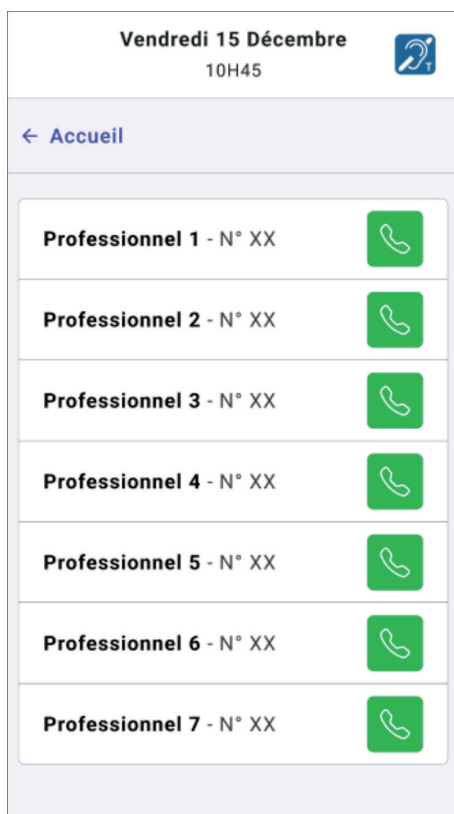 Vendredi 15 Décembre
10H45
T
← Accueil
Professionnel 1 - N° XX
Professionnel 2 - N° XX
Professionnel 3 - N° XX
Professionnel 4 - N° XX
Professionnel 5 - N° XX
Professionnel 6 - N° XX
Professionnel 7 - N° XX